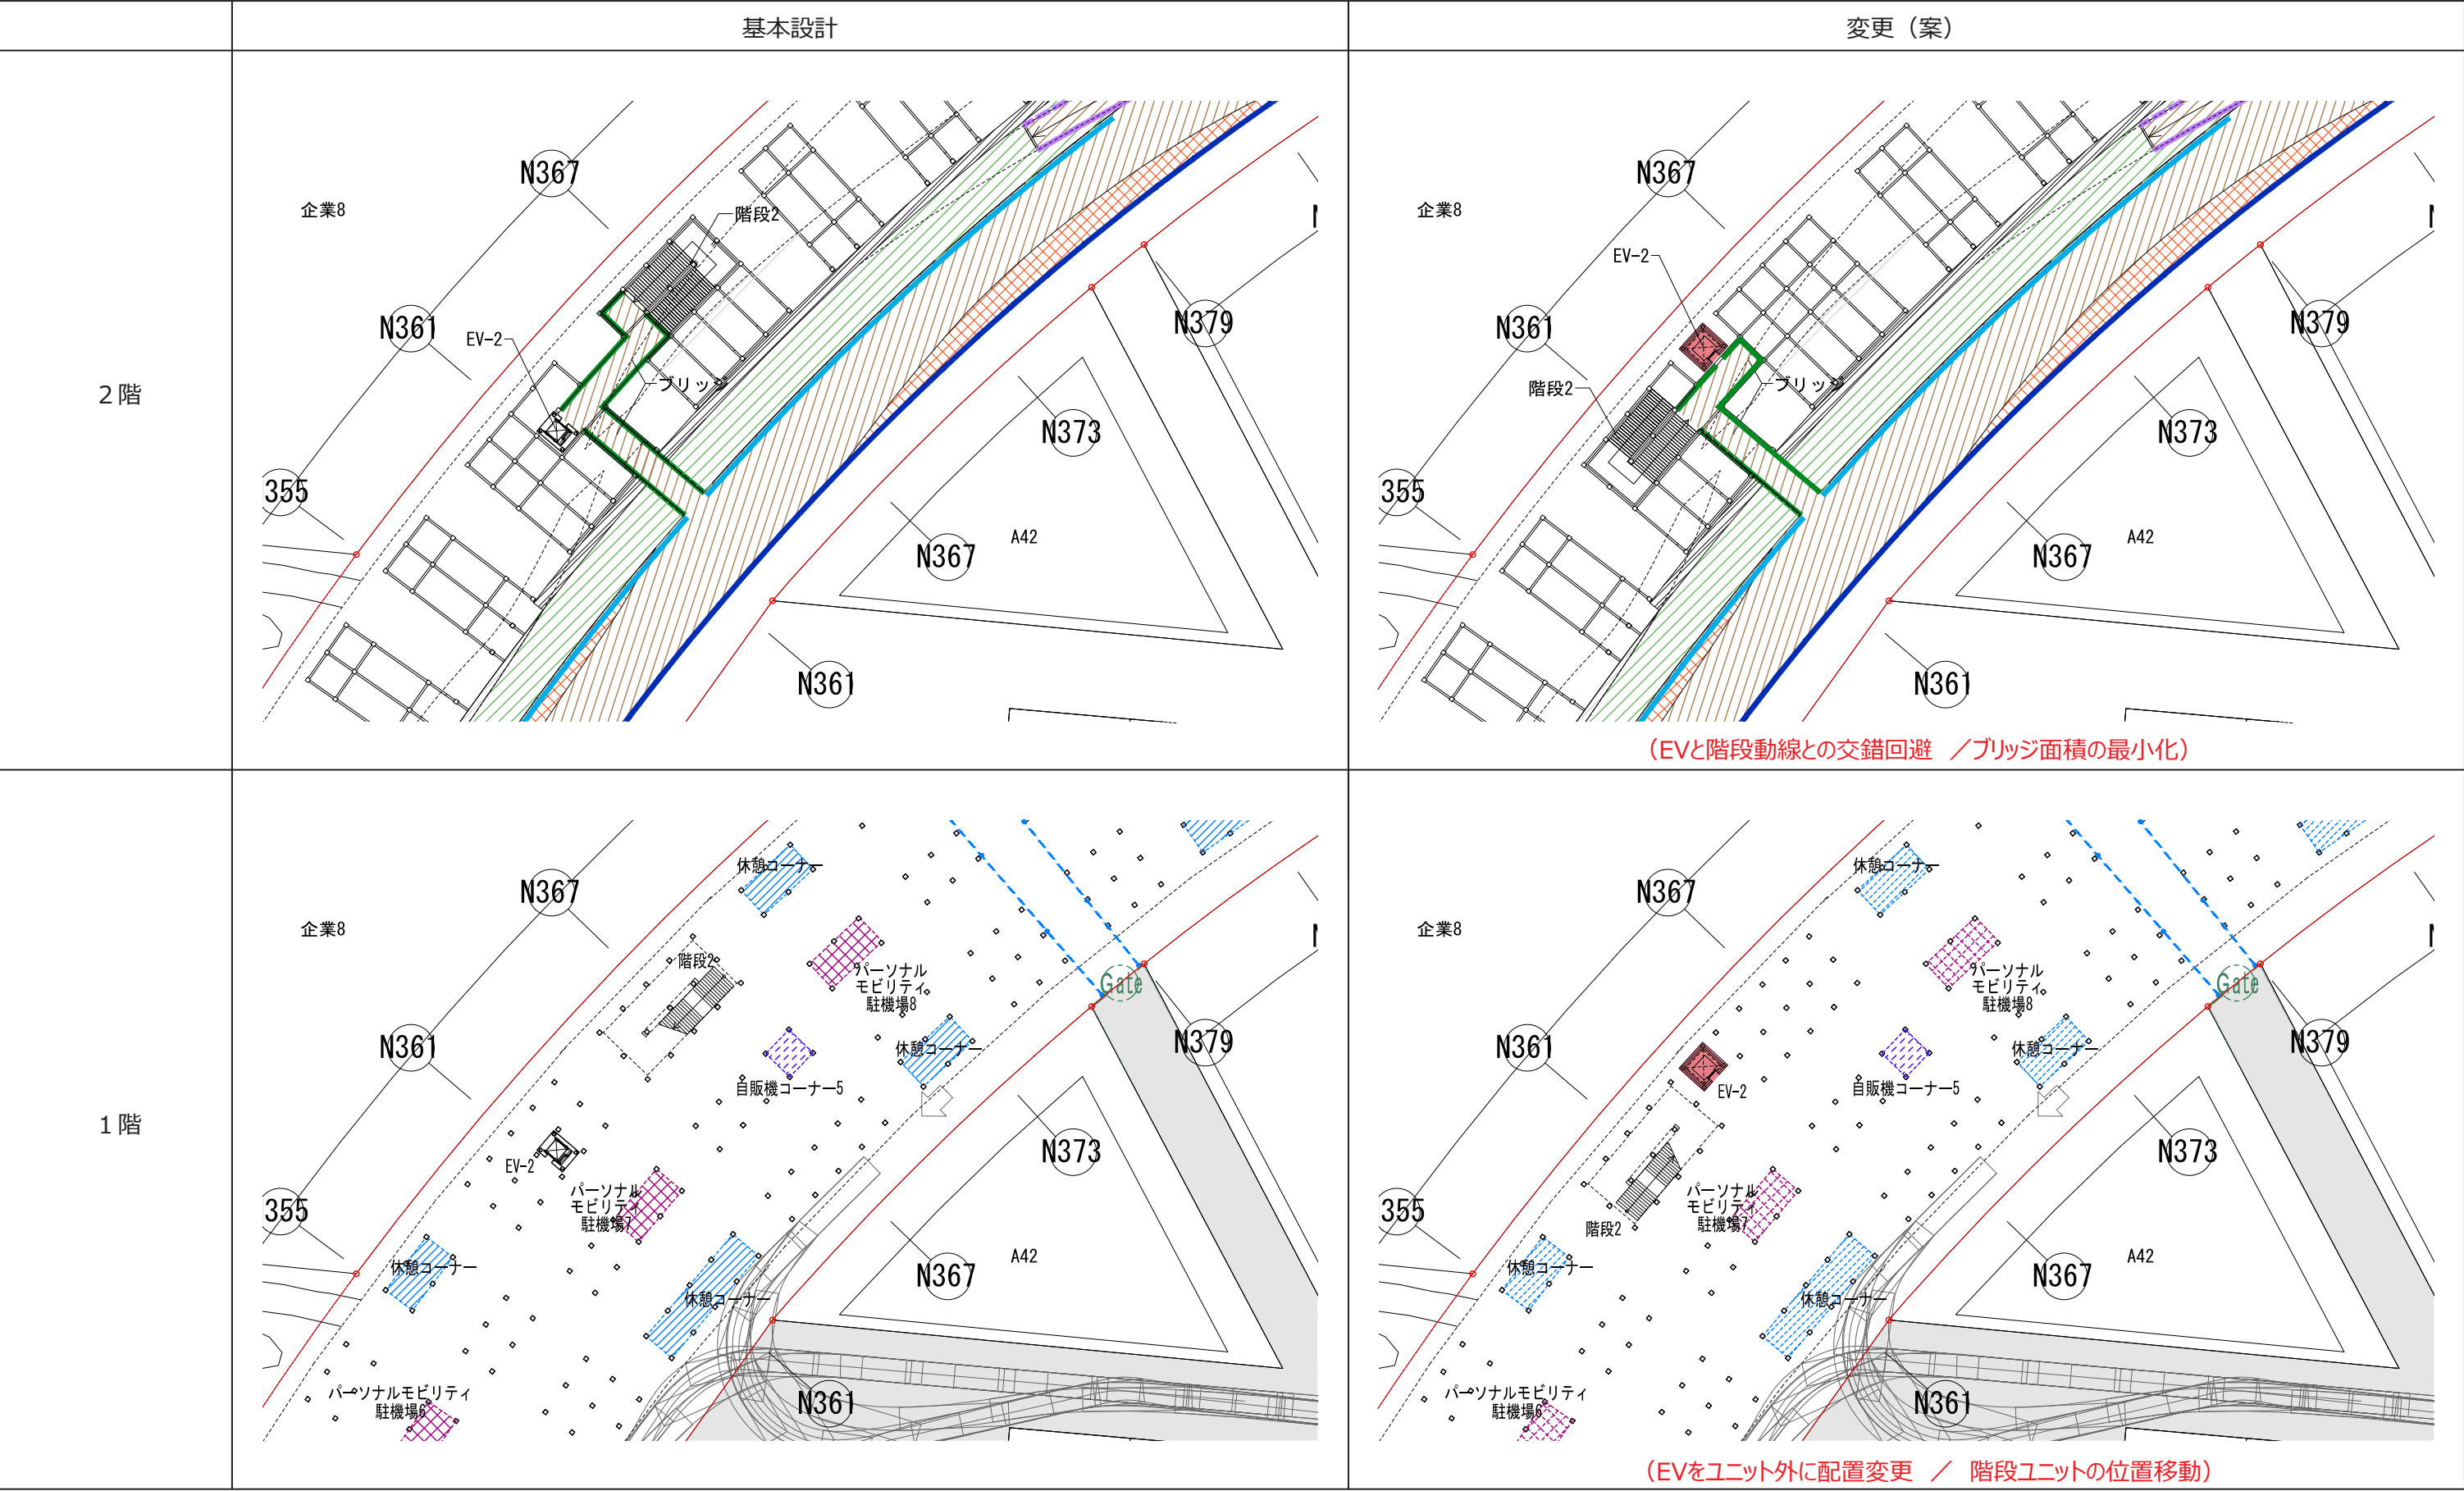 基本設計
変更（案）
2階
N367
企業8
階段2
N361
EV-2
N379
ブリッジ
N373
355
N367
A42
N361
N367
企業8
EV-2
N361
N379
階段2
ブリッジ
N373
355
N367
A42
N361
（EVと階段動線との交錯回避　／ブリッジ面積の最小化）
1階
休憩コーナー
N367
企業8
階段2
パーソナル
モビリティ
駐機場8
Gate
N361
休憩コーナー
N379
自販機コーナー5
EV-2
N373
パーソナル
モビリティ
駐機場7
355
休憩コーナー
N367
A42
休憩コーナー
パーソナルモビリティ
駐機場6
N361
休憩コーナー
N367
企業8
パーソナル
モビリティ
駐機場8
Gate
N361
休憩コーナー
N379
EV-2
自販機コーナー5
N373
パーソナル
モビリティ
駐機場7
355
階段2
休憩コーナー
N367
A42
休憩コーナー
パーソナルモビリティ
駐機場6
N361
（EVをユニット外に配置変更　／　階段ユニットの位置移動）